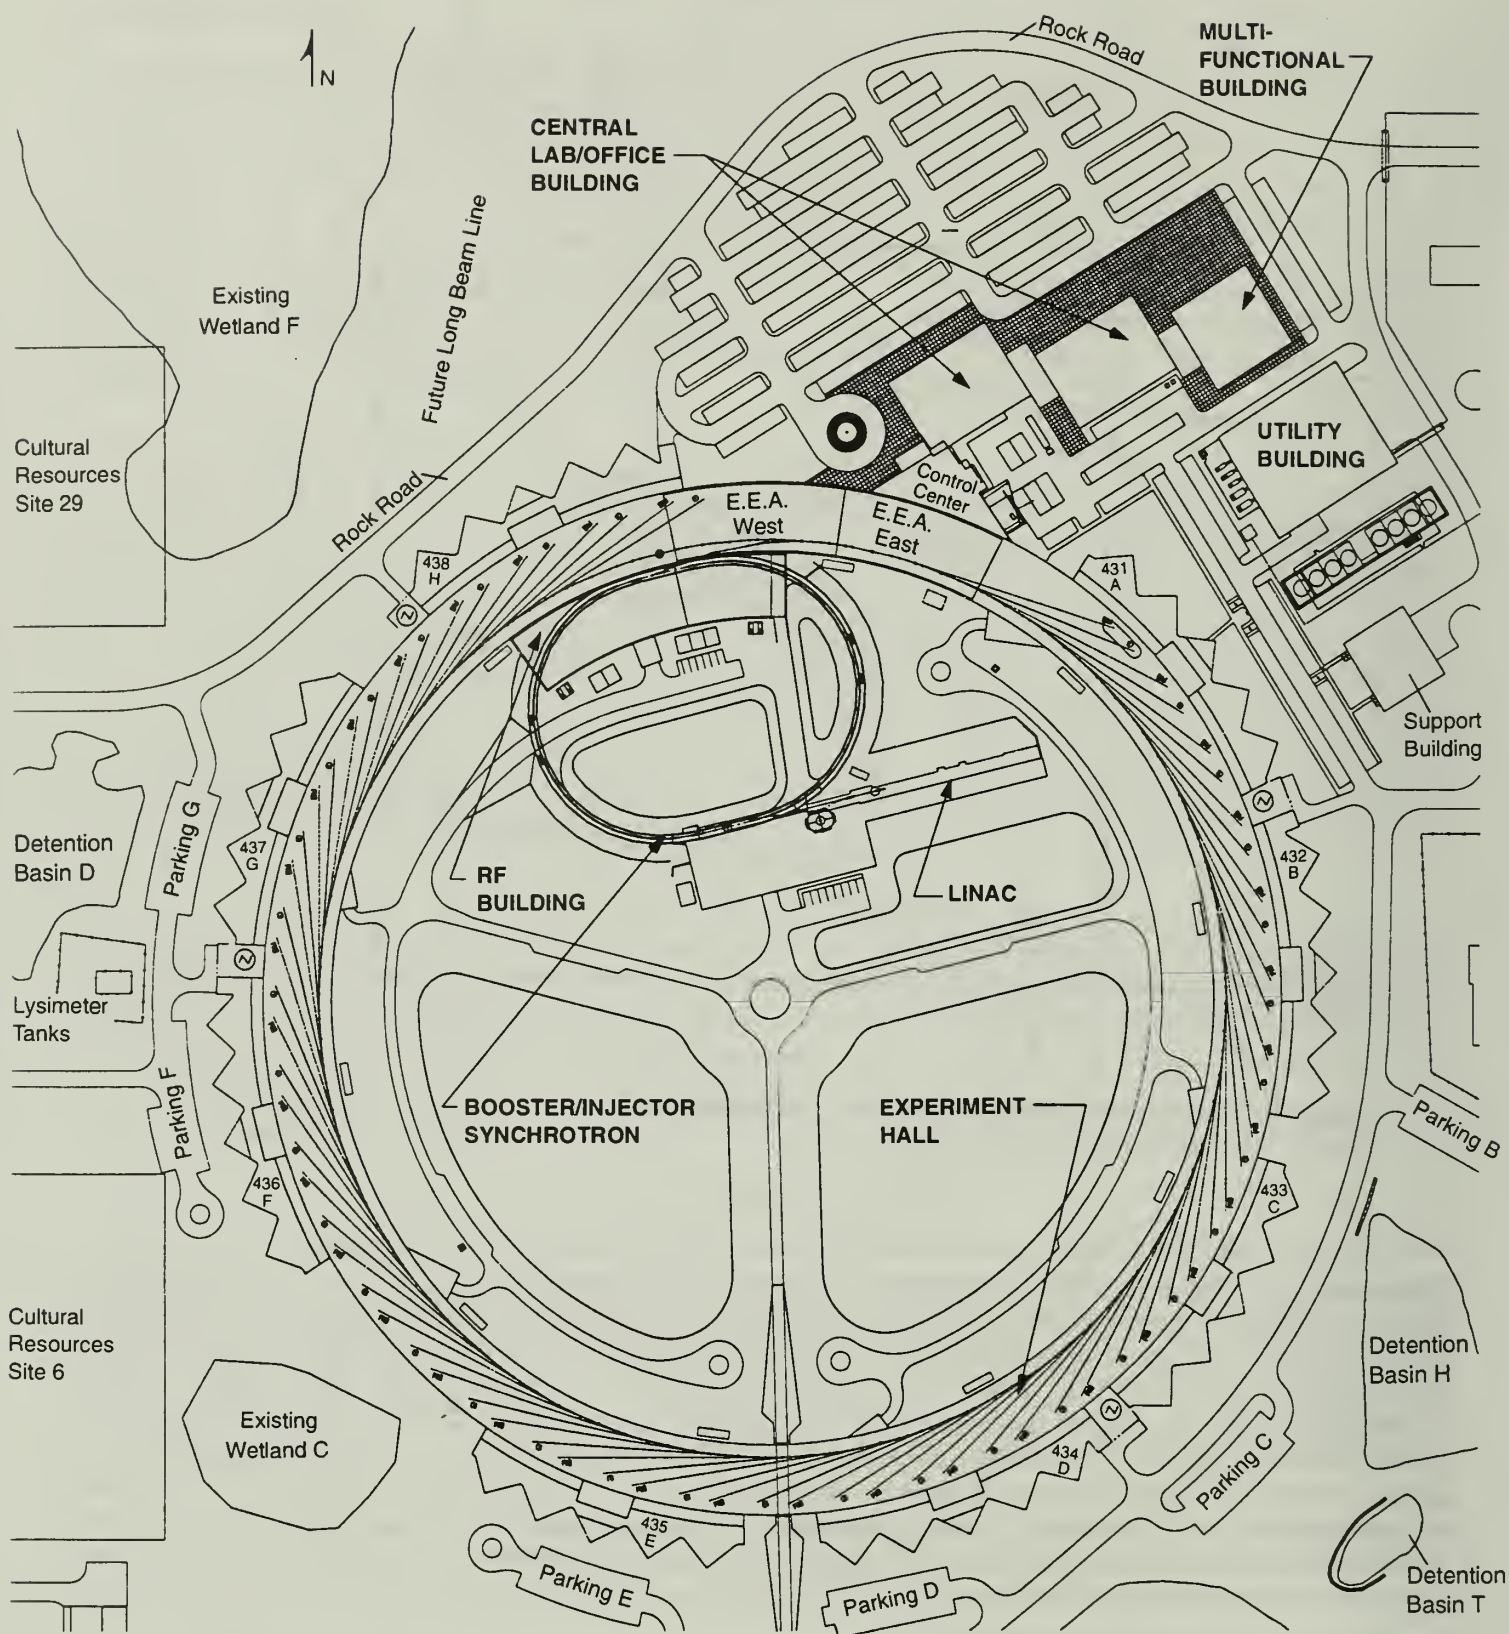 Rock Road
MULTI-
FUNCTIONAL
BUILDING
N
CENTRAL
LAB/OFFICE
BUILDING
Future Long Beam Line
Existing
Wetland F
Cultural
Resources
Site 29
Rock Road
UTILITY
BUILDING
Control
Center
E.E.A.
West
E.E.A.
East
438
H
431
A
Support
Building
Parking G
Detention
Basin D
437
G
432
B
RF
BUILDING
LINAC
Lysimeter
Tanks
Parking F
BOOSTER/INJECTOR
SYNCHROTRON
EXPERIMENT
HALL
Parking B
436
F
433
C
Cultural
Resources
Site 6
Detention
Basin H
Existing
Wetland C
434
D
Parking C
435
E
Parking E
Parking D
Detention
Basin T